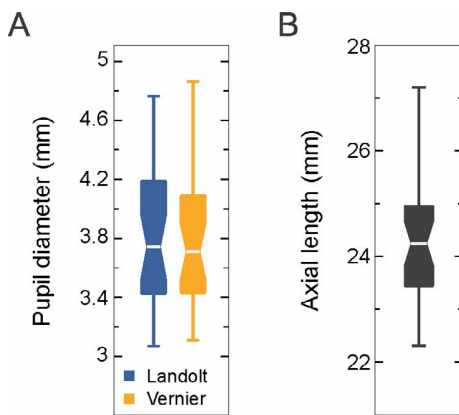 A
Pupil diameter (mm)
5
4.6
4.2
3.8
3.4
3
Landolt
Vernier
B
Axial length (mm)
28
26
24
22